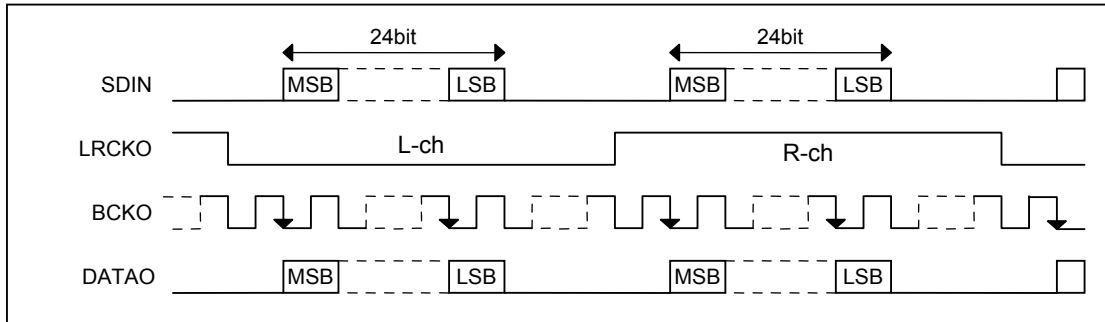 24bit 24bit
SDIN MSB LSB MSB LSB
LRCKO L-ch R-ch
BCKO
DATAO MSB LSB MSB LSB